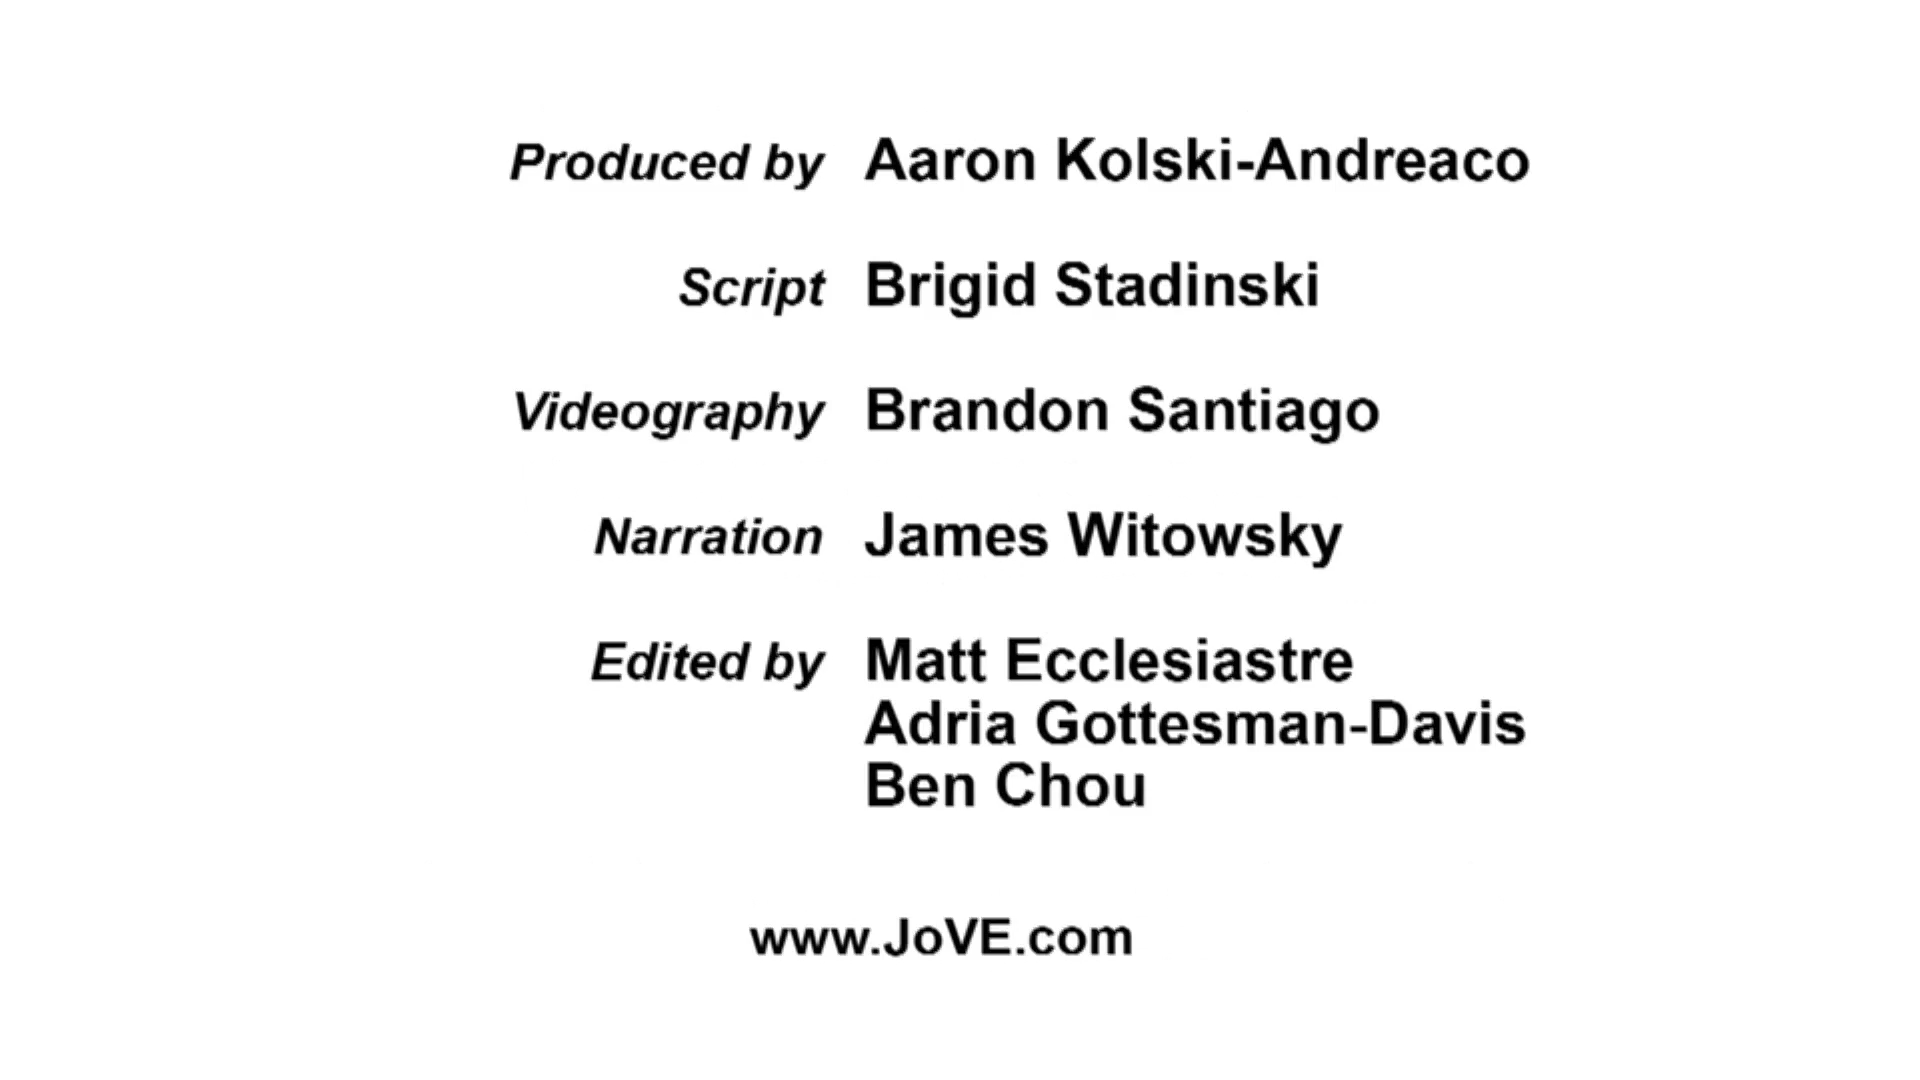 Produced by Aaron Kolski-Andreaco
Script Brigid Stadinski
Videography Brandon Santiago
Narration James Witowsky
Edited by Matt Ecclesiastre
Adria Gottesman-Davis
Ben Chou
www.JoVE.com